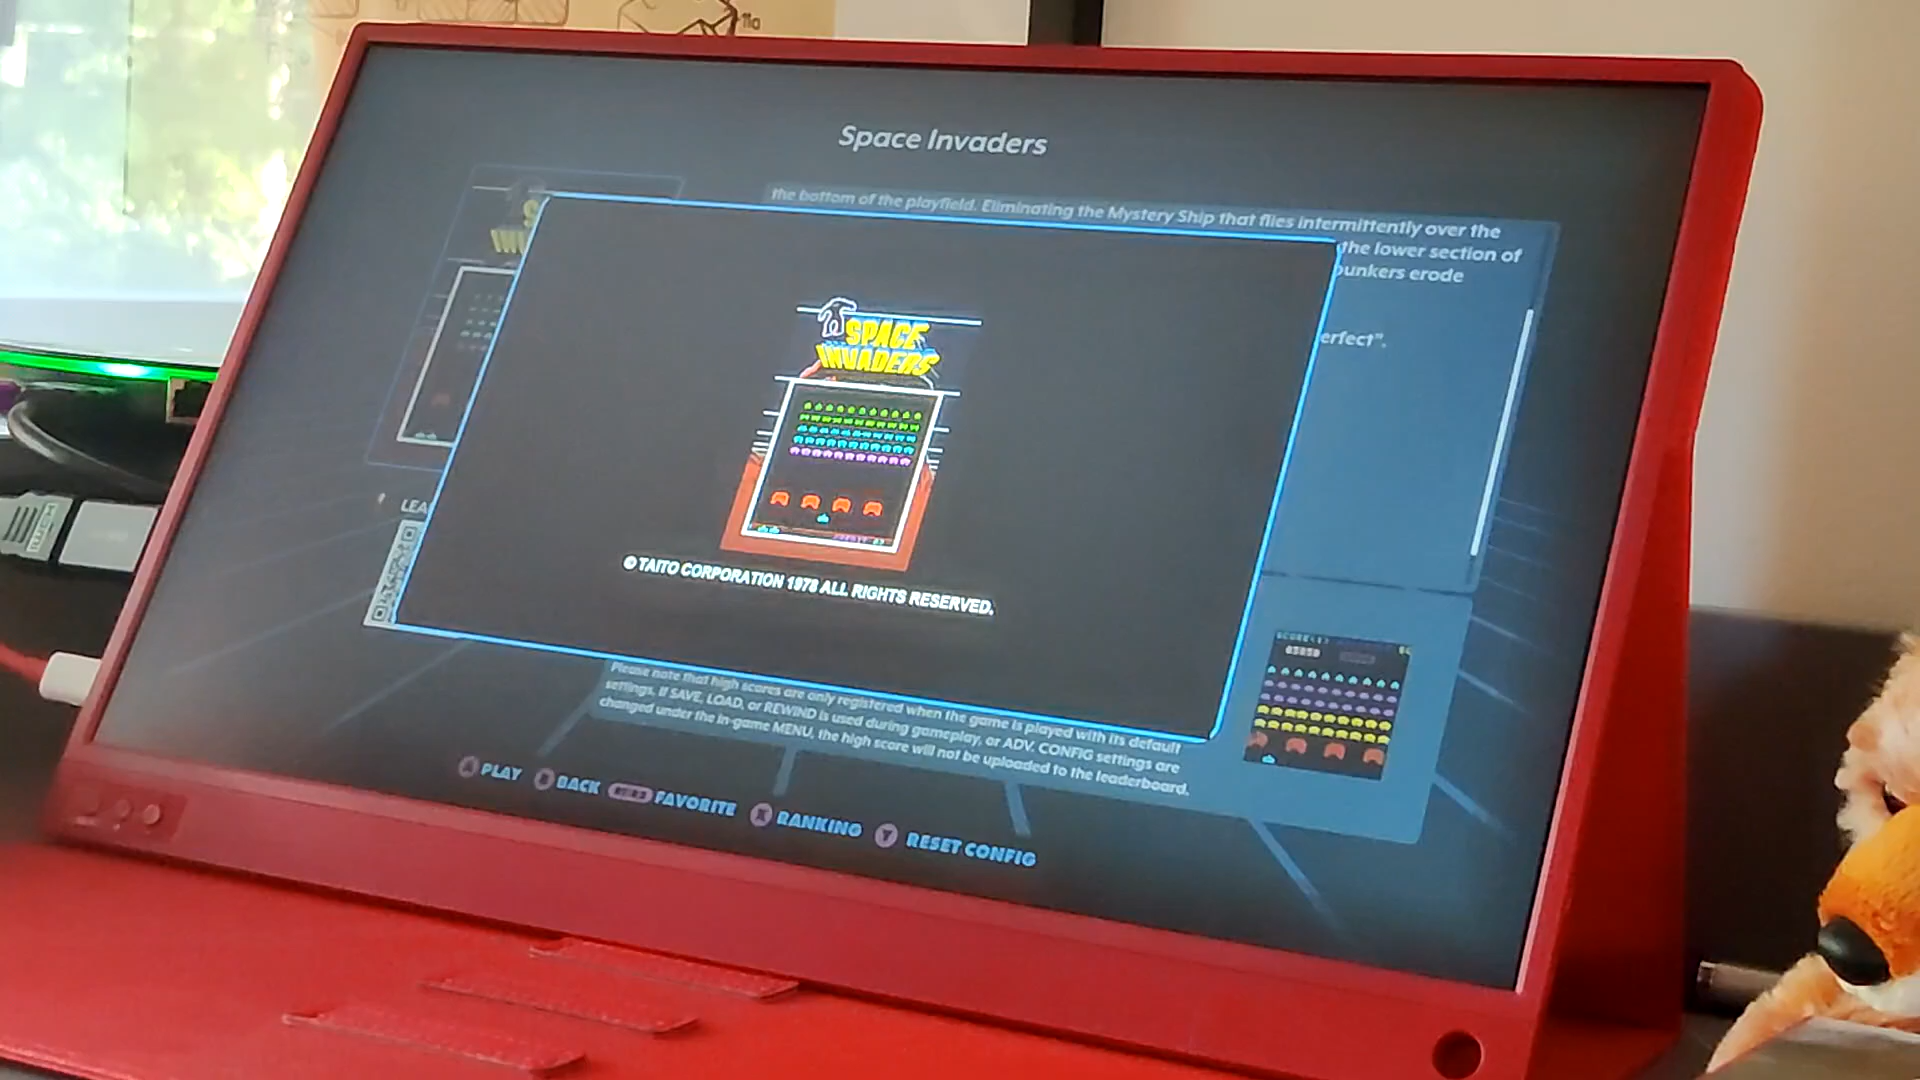 11a
Space Invaders
the bottom of the playfield. Eliminating the Mystery Ship that flies intermittently over the
the lower section of
bunkers erode
erfect".
SPACE
INVADERS
© TAITO CORPORATION 1978 ALL RIGHTS RESERVED.
LEA
Please note that high scores are only registered when the game is played with its default
settings. If SAVE, LOAD, or REWIND is used during gameplay, or ADV. CONFIG settings are
changed under the in-game MENU, the high score will not be uploaded to the leaderboard.
A PLAY B BACK FAVORITE X RANKING Y RESET CONFIG